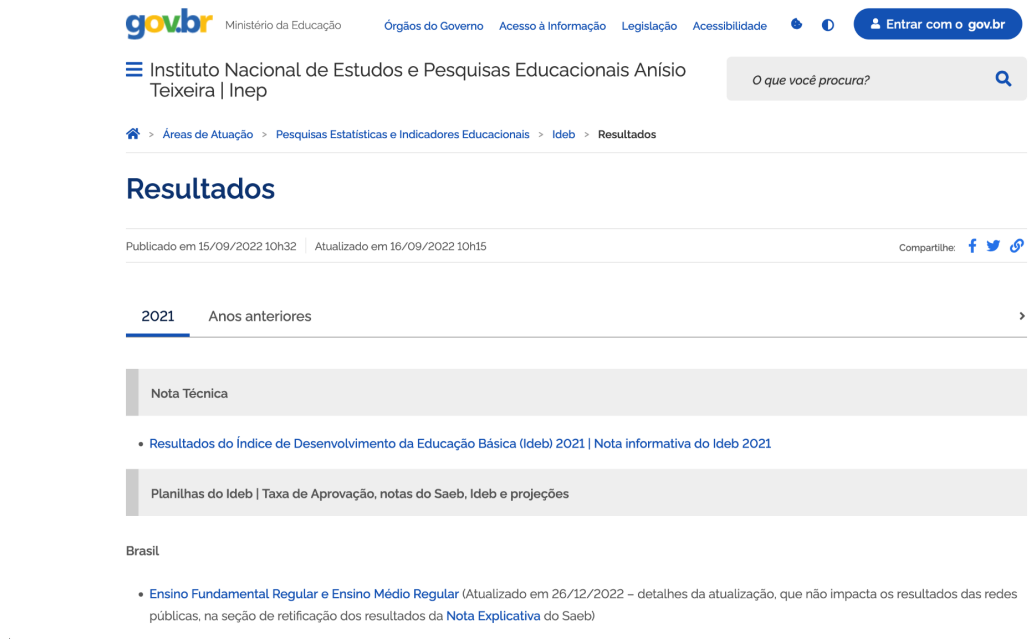 gov.br Ministério da Educação Órgãos do Governo Acesso à Informação Legislação Acessibilidade Entrar com o gov.br
Instituto Nacional de Estudos e Pesquisas Educacionais Anísio
Teixeira | Inep
O que você procura?
> Áreas de Atuação > Pesquisas Estatísticas e Indicadores Educacionais > Ideb > Resultados
Resultados
Publicado em 15/09/2022 10h32 Atualizado em 16/09/2022 10h15 Compartilhe:
2021 Anos anteriores
Nota Técnica
• Resultados do Índice de Desenvolvimento da Educação Básica (Ideb) 2021 | Nota informativa do Ideb 2021
Planilhas do Ideb | Taxa de Aprovação, notas do Saeb, Ideb e projeções
Brasil
• Ensino Fundamental Regular e Ensino Médio Regular (Atualizado em 26/12/2022 – detalhes da atualização, que não impacta os resultados das redes
públicas, na seção de retificação dos resultados da Nota Explicativa do Saeb)